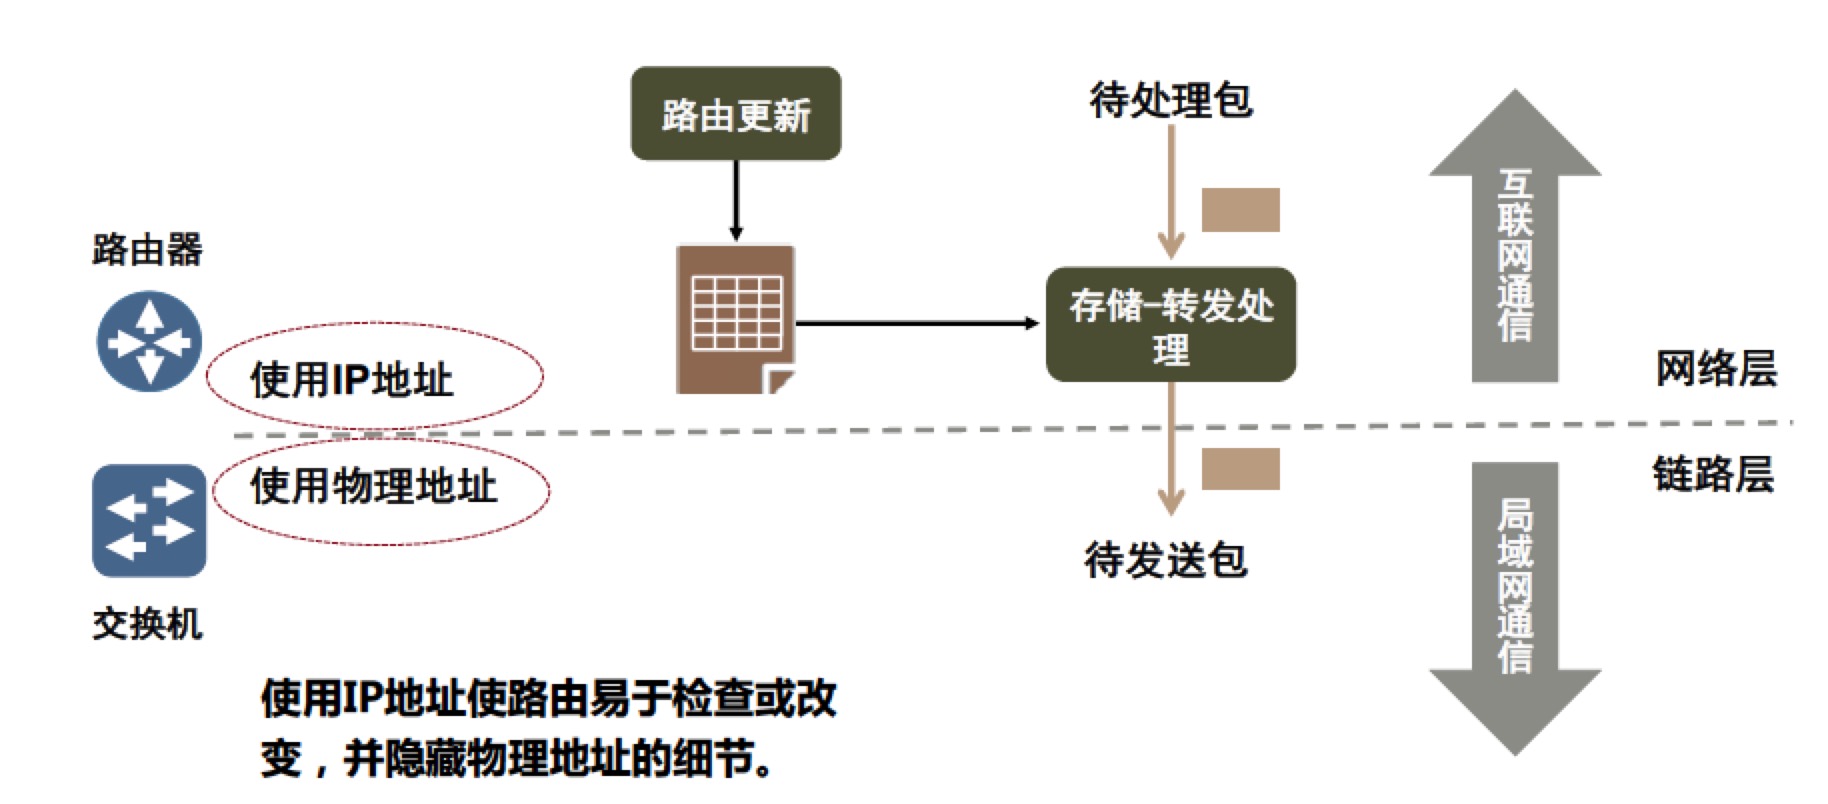 路由更新
待处理包
互联网通信
路由器
存储-转发处
理
使用IP地址
网络层
使用物理地址
链路层
局域网通信
待发送包
交换机
使用IP地址使路由易于检查或改
变，并隐藏物理地址的细节。